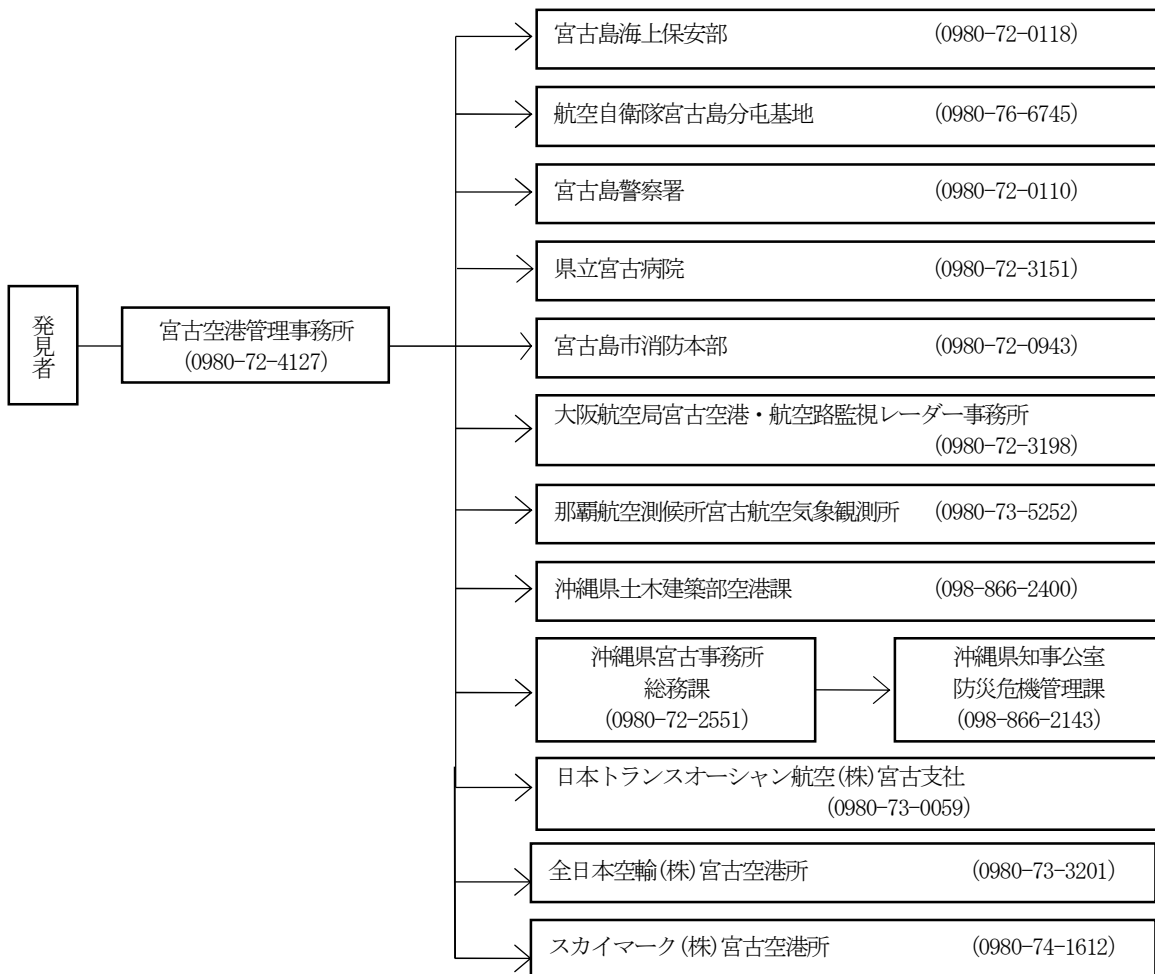 発見者
宮古空港管理事務所
(0980-72-4127)
宮古島海上保安部 (0980-72-0118)
航空自衛隊宮古島分屯基地 (0980-76-6745)
宮古島警察署 (0980-72-0110)
県立宮古病院 (0980-72-3151)
宮古島市消防本部 (0980-72-0943)
大阪航空局宮古空港・航空路監視レーダー事務所
(0980-72-3198)
那覇航空測候所宮古航空気象観測所 (0980-73-5252)
沖縄県土木建築部空港課 (098-866-2400)
沖縄県宮古事務所
総務課
(0980-72-2551)
沖縄県知事公室
防災危機管理課
(098-866-2143)
日本トランスオーシャン航空(株)宮古支社
(0980-73-0059)
全日本空輸(株)宮古空港所 (0980-73-3201)
スカイマーク(株)宮古空港所 (0980-74-1612)